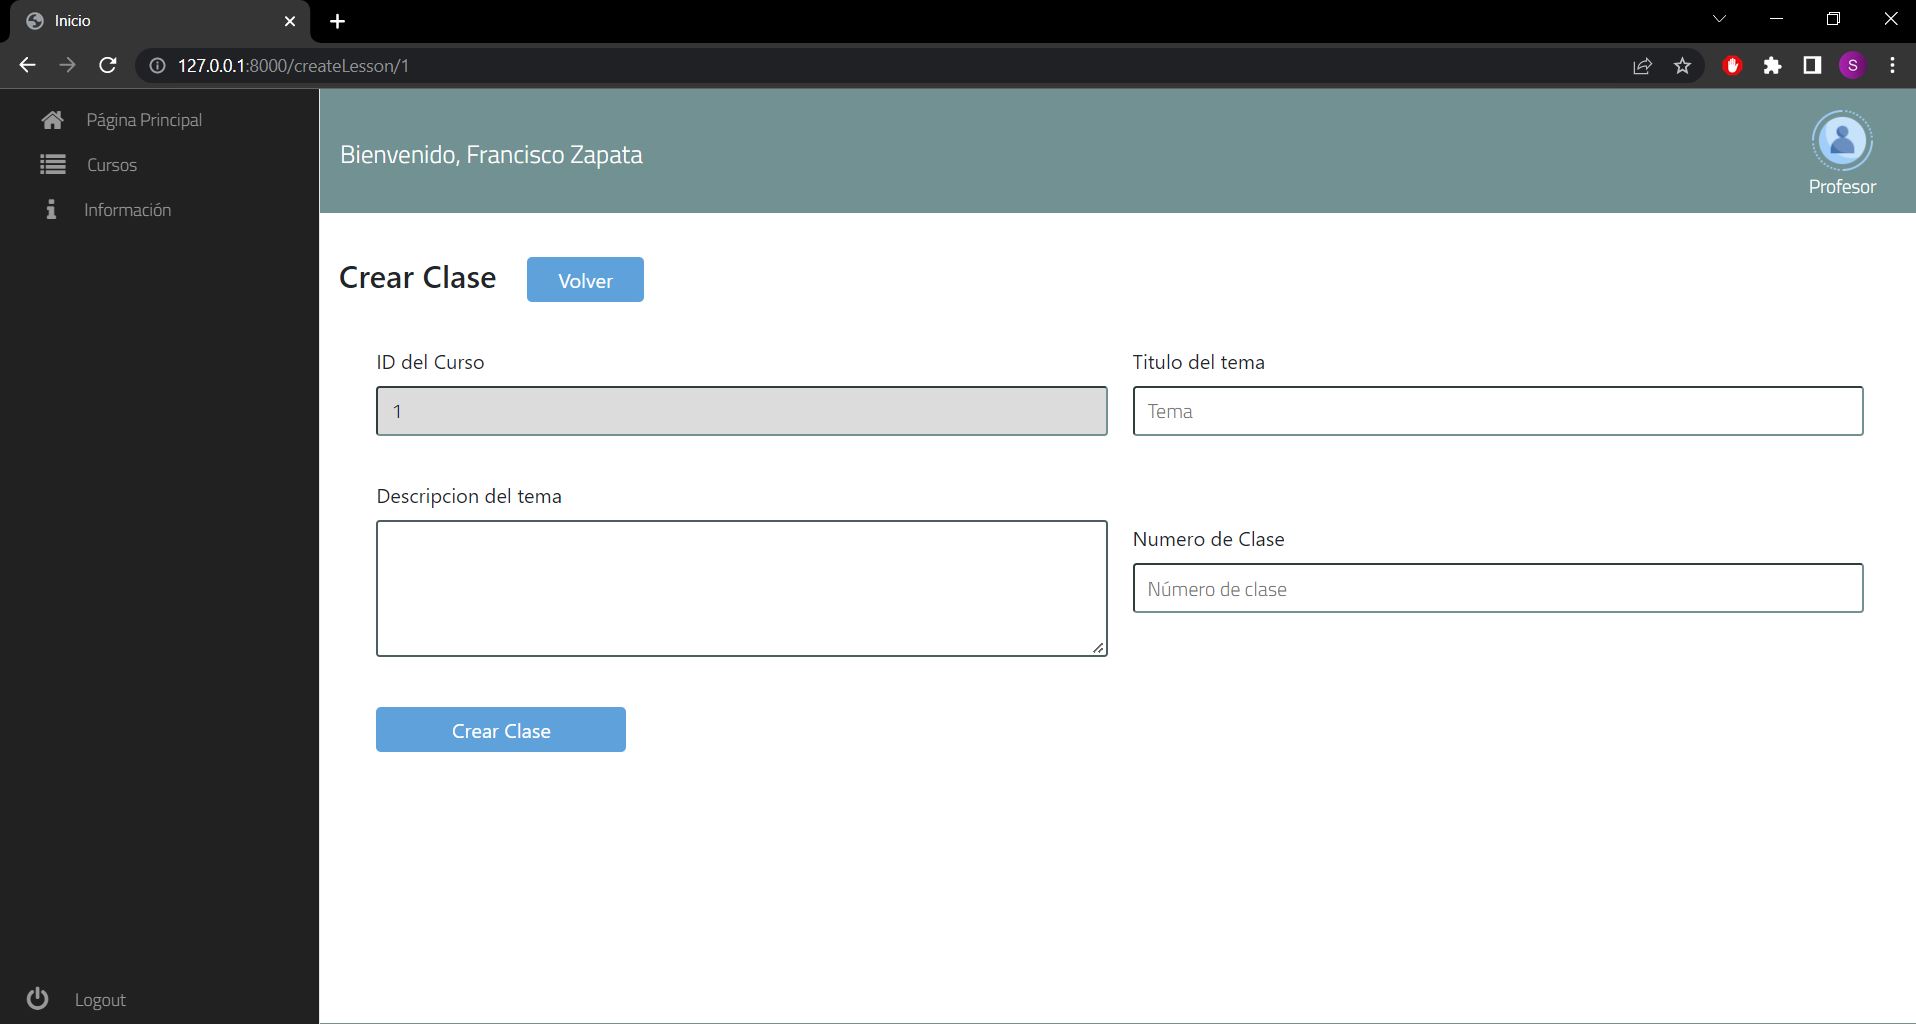 Inicio
127.0.0.1:8000/createLesson/1
S
Página Principal
Cursos
Información
Bienvenido, Francisco Zapata
Profesor
Crear Clase
Volver
ID del Curso
Titulo del tema
1
Tema
Descripcion del tema
Numero de Clase
Número de clase
Crear Clase
Logout